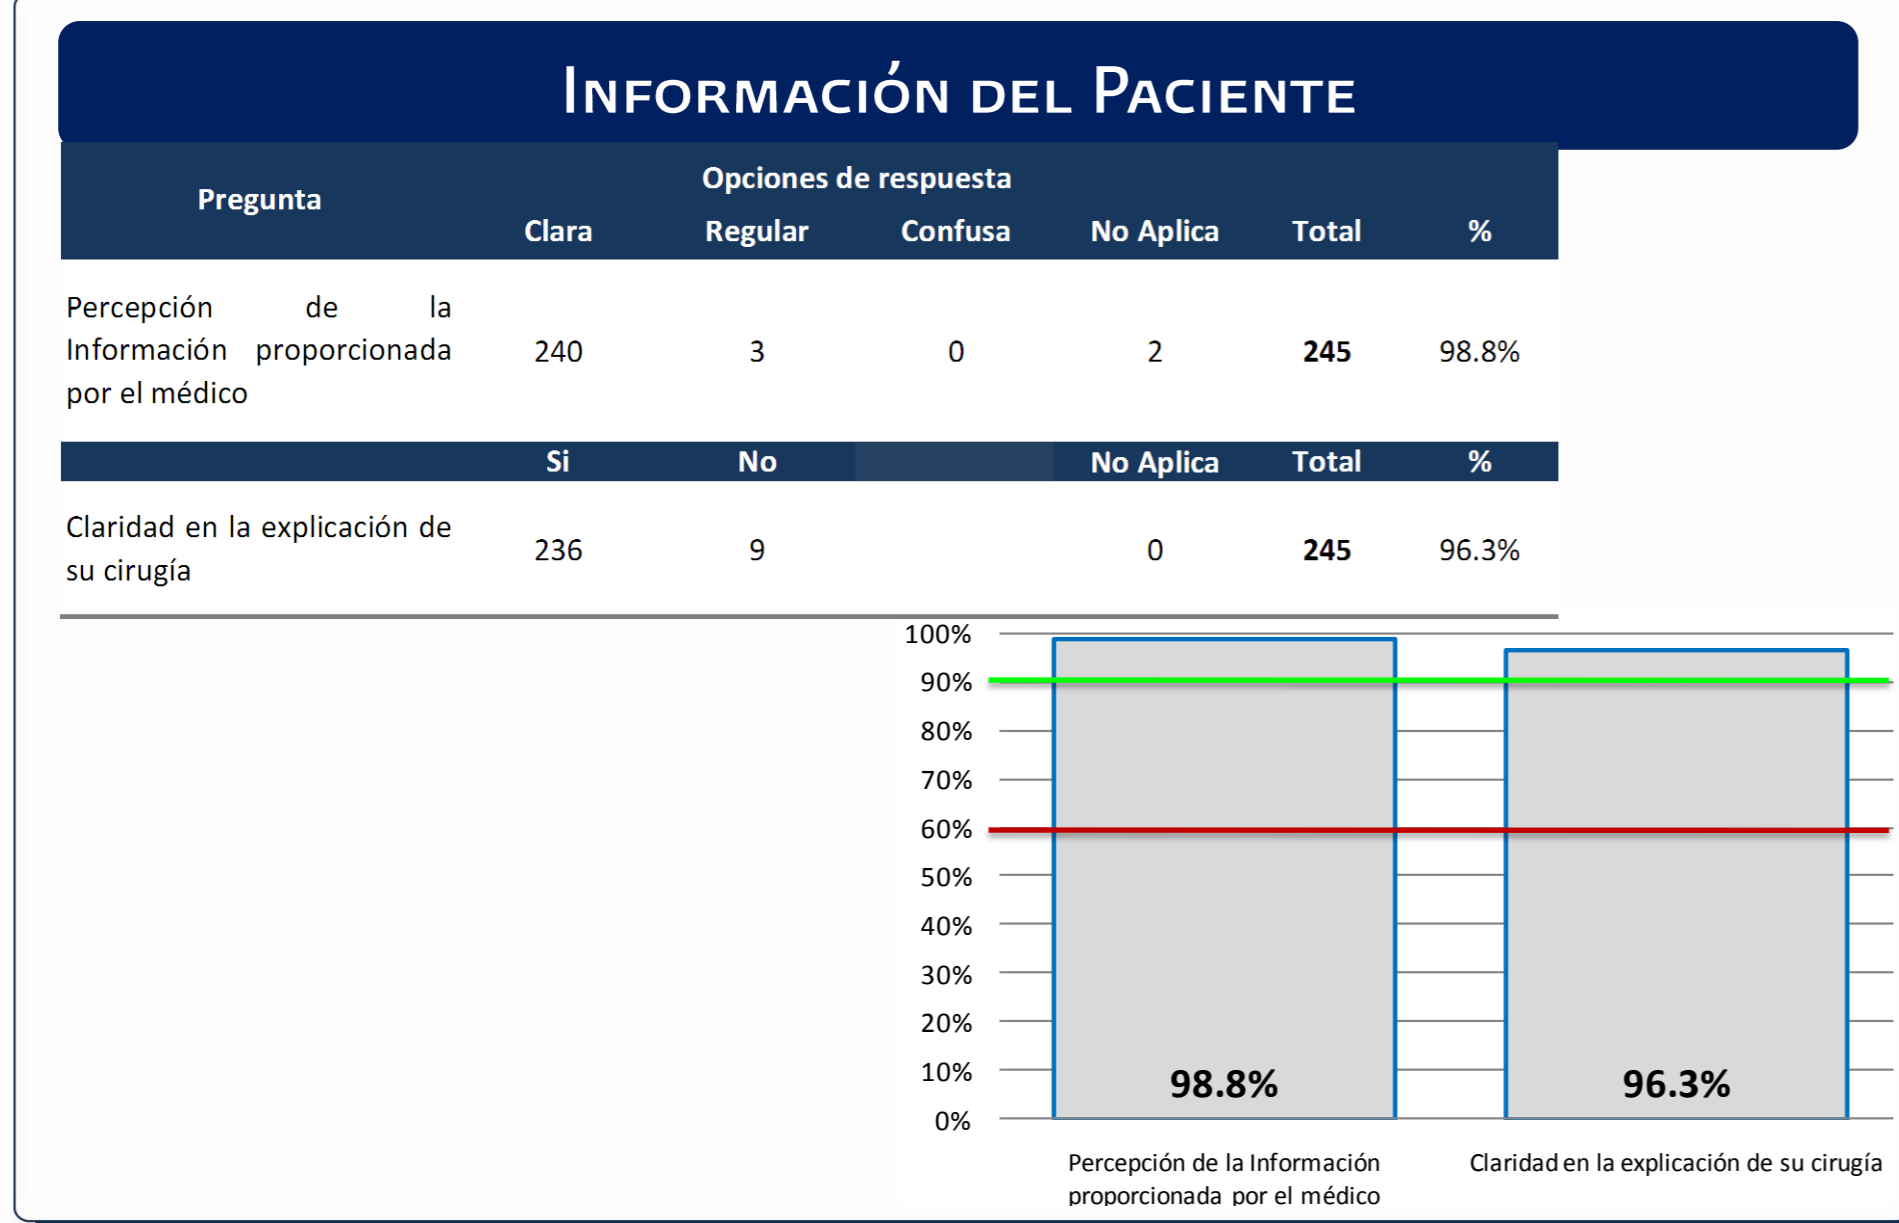 INFORMACIÓN DEL PACIENTE
Pregunta
Opciones de respuesta
Clara Regular Confusa No Aplica Total %
Percepción de la
Información proporcionada
por el médico
240 3 0 2 245 98.8%
Si No No Aplica Total %
Claridad en la explicación de
su cirugía
236 9 0 245 96.3%
100%
90%
80%
70%
60%
50%
40%
30%
20%
10%
0%
98.8% 96.3%
Percepción de la Información
proporcionada por el médico
Claridad en la explicación de su cirugía